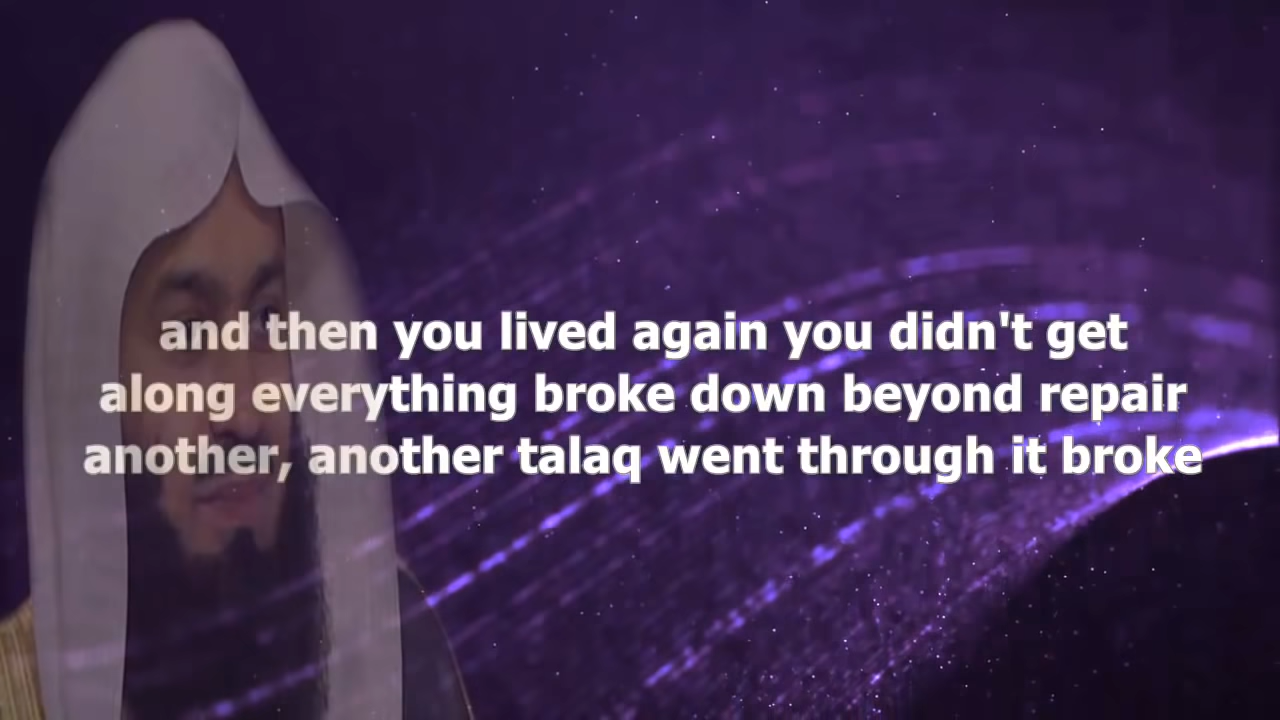 and then you lived again you didn't get
along everything broke down beyond repair
another, another talaq went through it broke